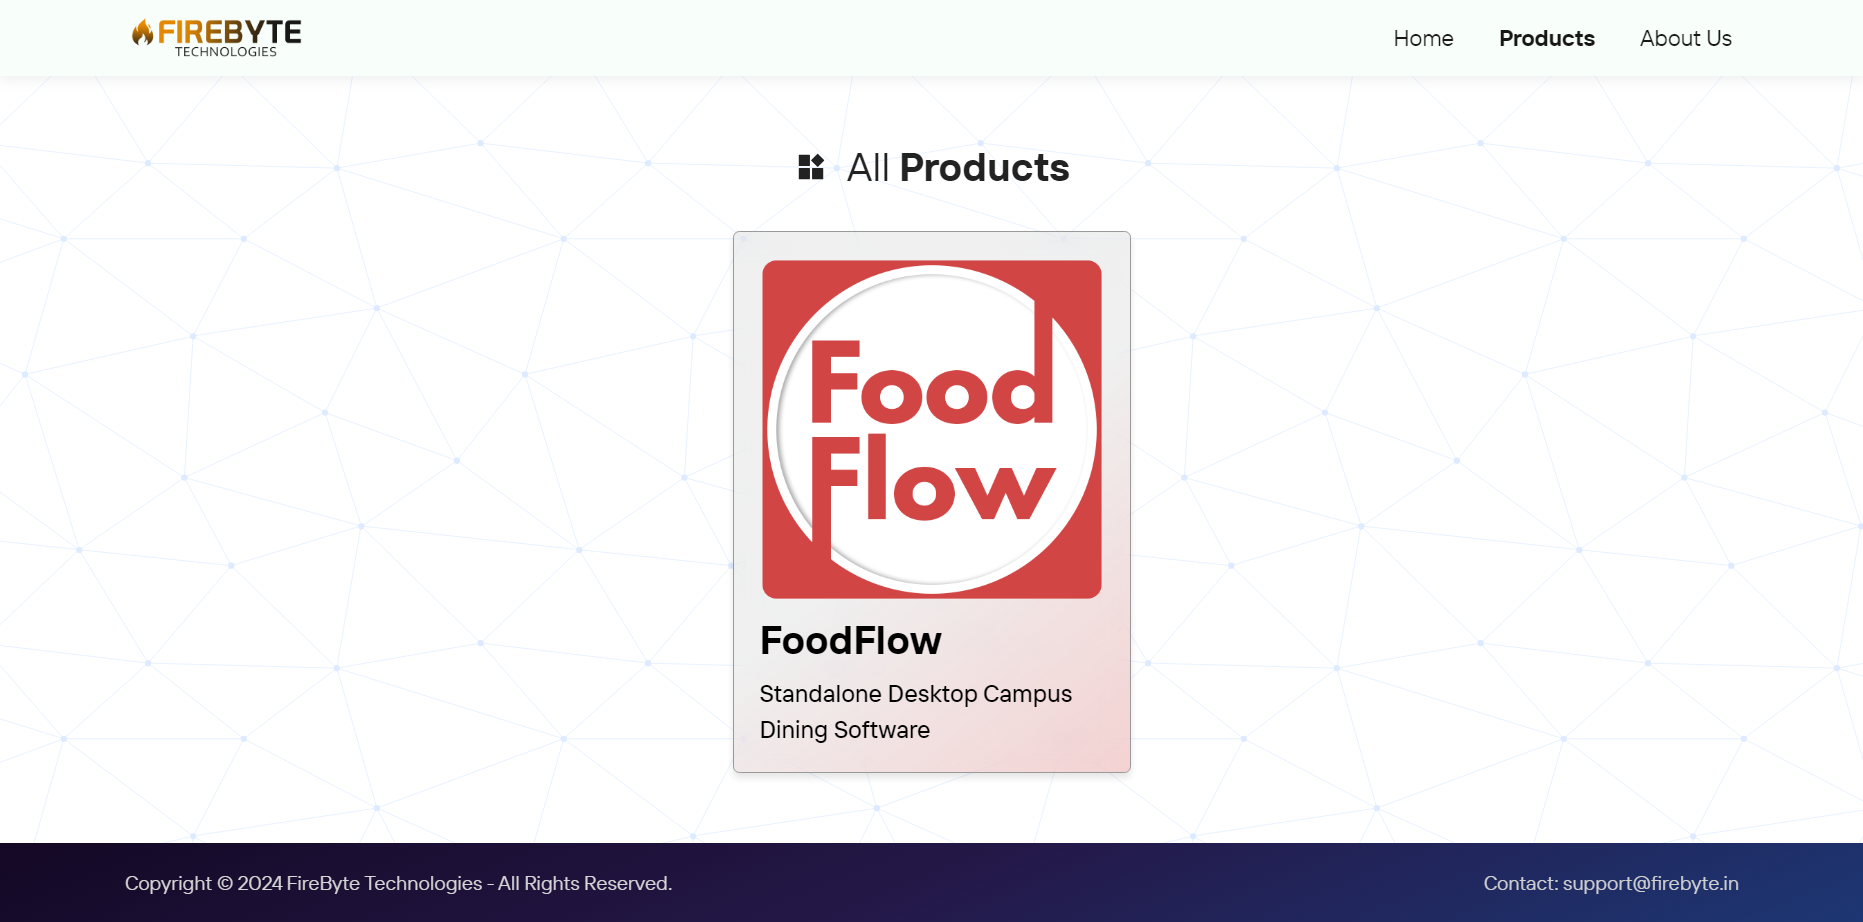 FIREBYTE
TECHNOLOGIES
Home Products About Us
All Products
Food
Flow
FoodFlow
Standalone Desktop Campus
Dining Software
Copyright © 2024 FireByte Technologies - All Rights Reserved.
Contact: support@firebyte.in